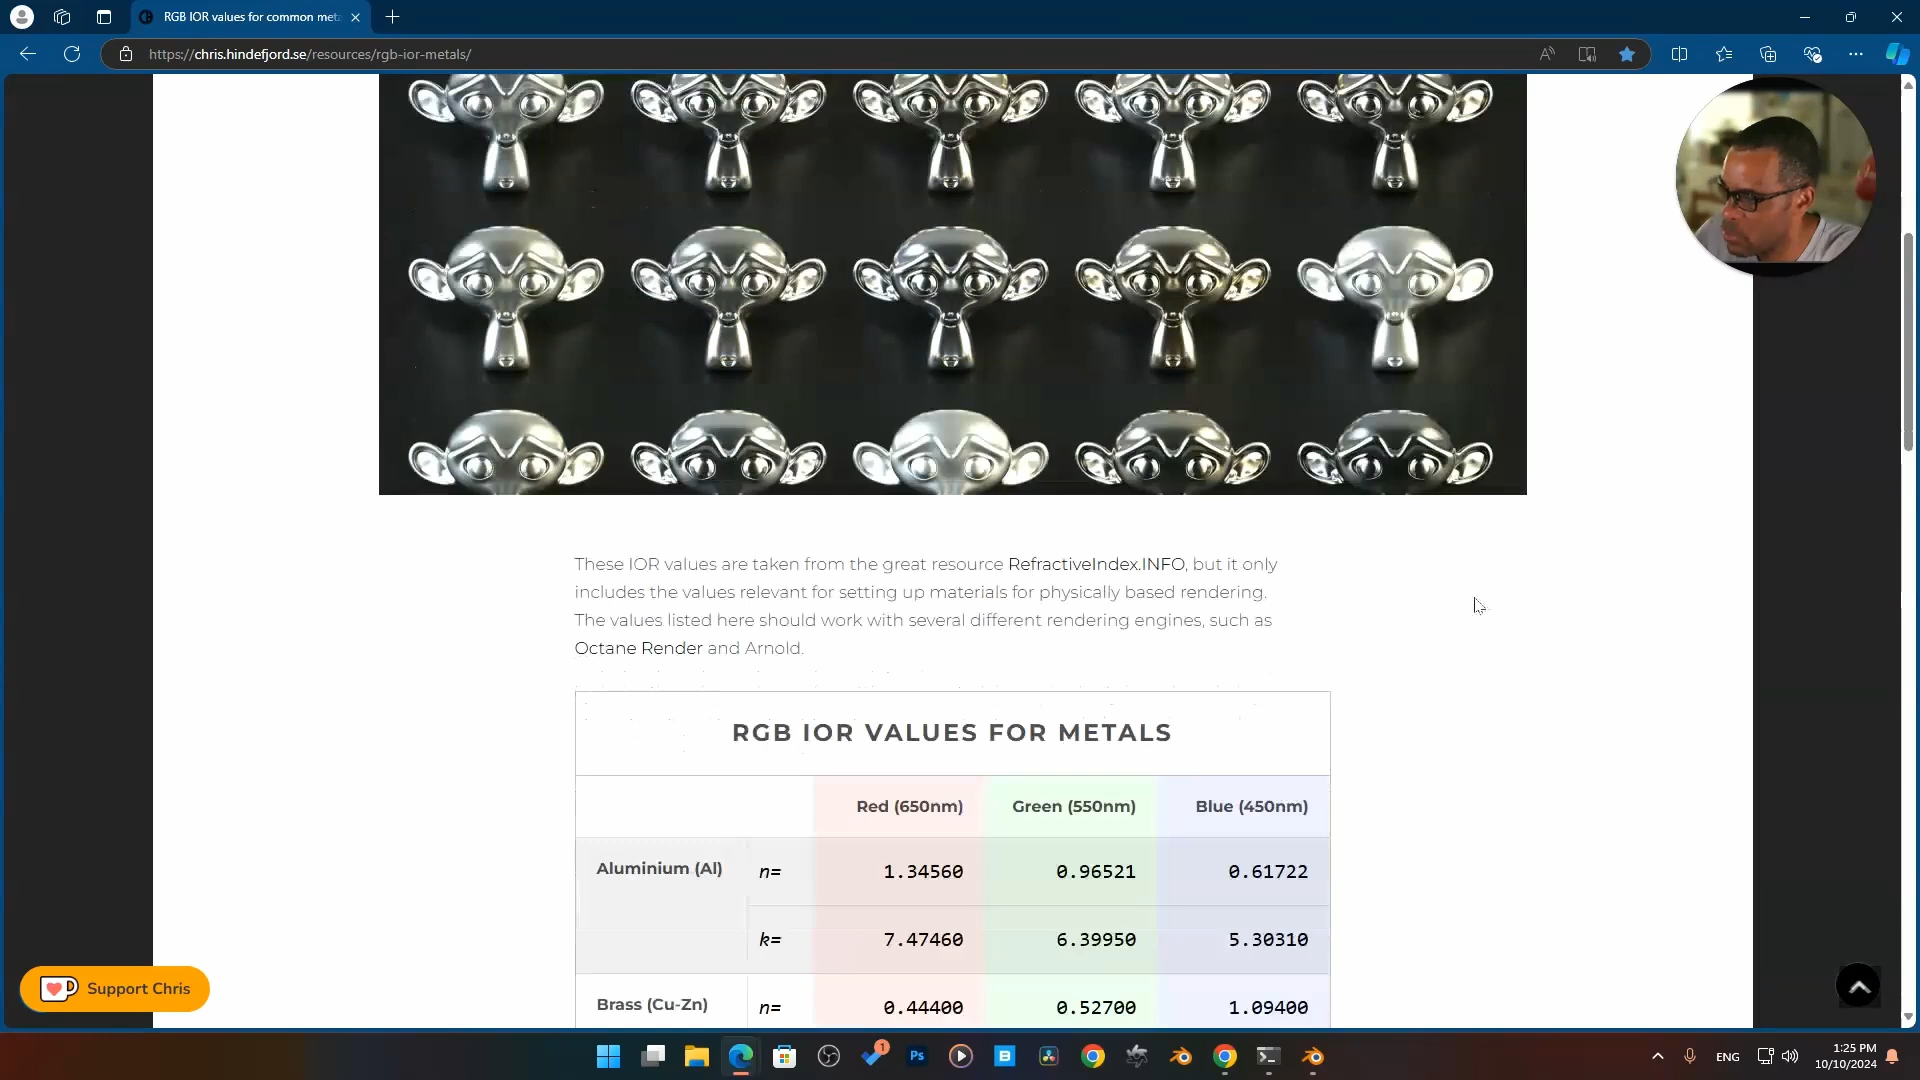 RGB IOR values for common met
https://chris.hindefjord.se/resources/rgb-ior-metals/
These IOR values are taken from the great resource RefractiveIndex.INFO, but it only
includes the values relevant for setting up materials for physically based rendering.
The values listed here should work with several different rendering engines, such as
Octane Render and Arnold.
RGB IOR VALUES FOR METALS
Red (650nm) Green (550nm) Blue (450nm)
Aluminium (Al) n= 1.34560 0.96521 0.61722
k= 7.47460 6.39950 5.30310
Support Chris
Brass (Cu-Zn) n= 0.44400 0.52700 1.09400
1
Ps
B
ENG
1:25 PM
10/10/2024